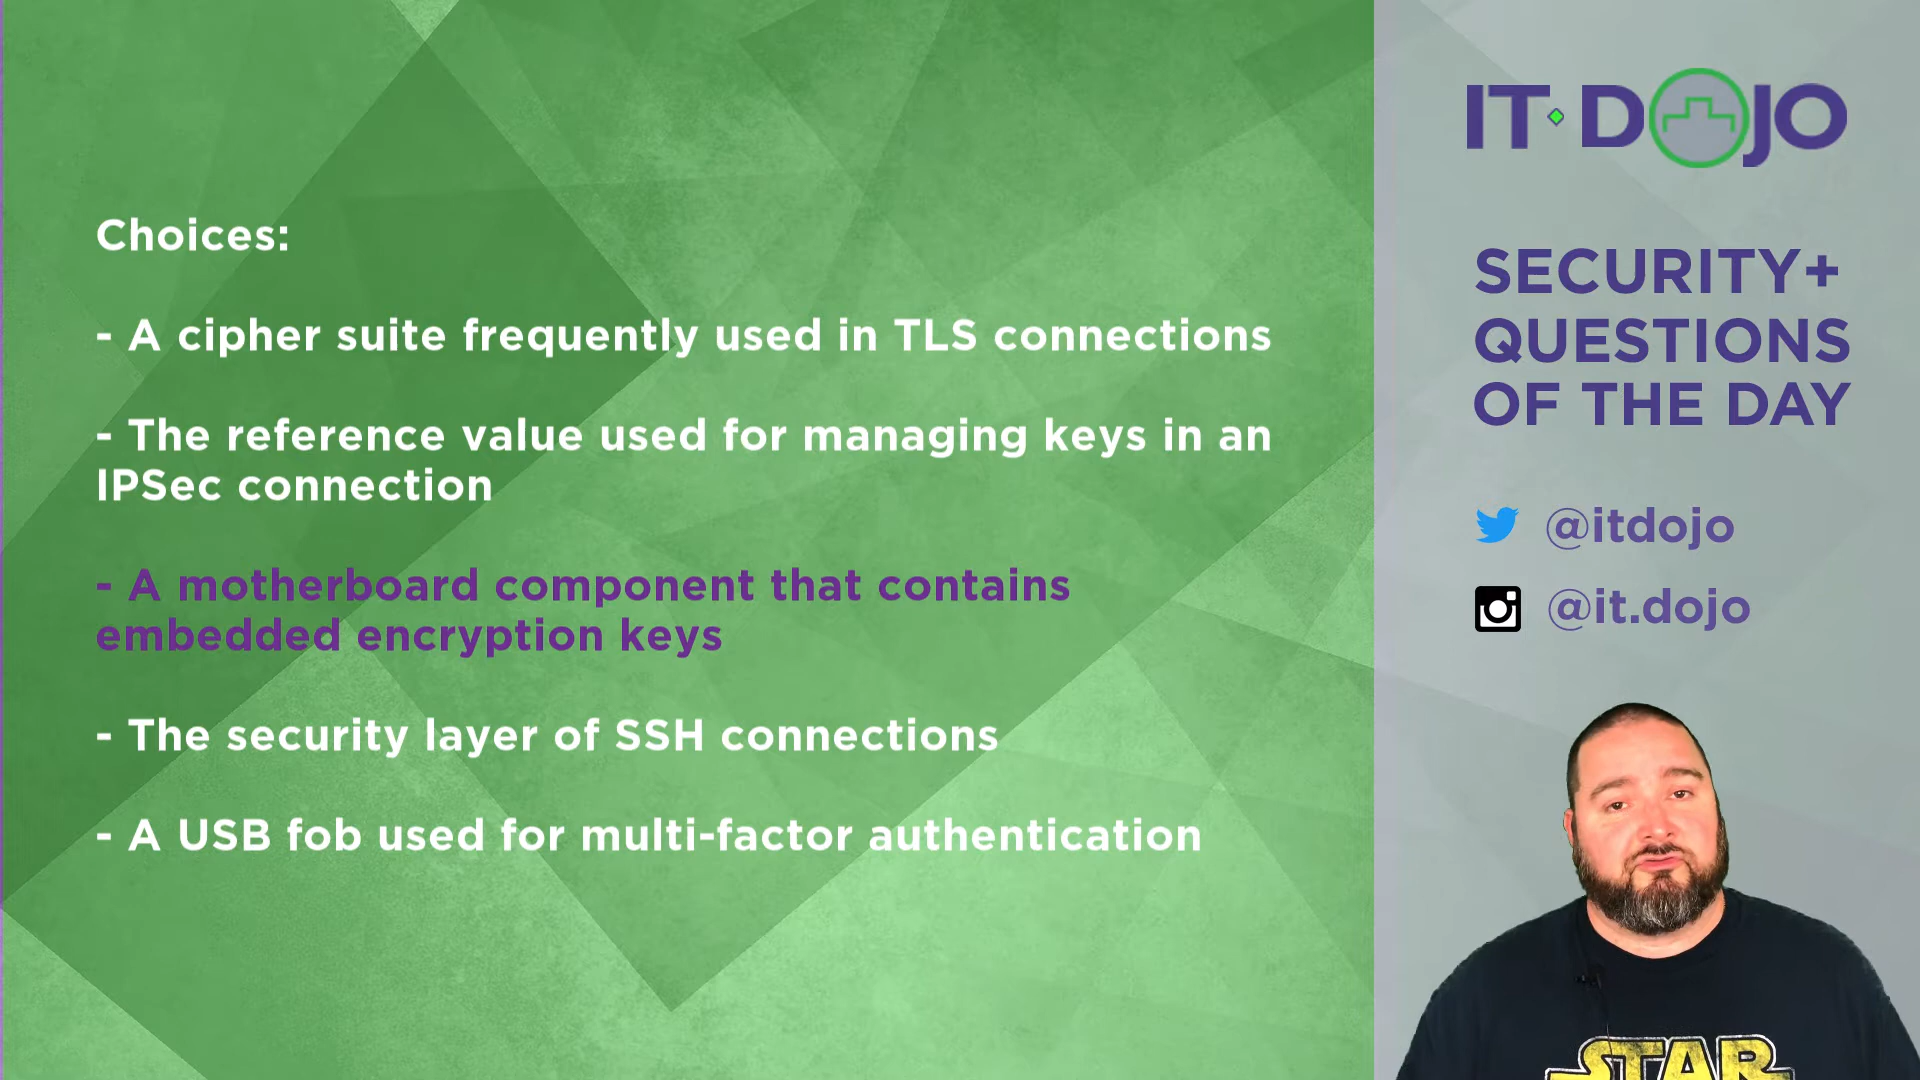 Choices:
- A cipher suite frequently used in TLS connections
- The reference value used for managing keys in an
IPSec connection
- A motherboard component that contains
embedded encryption keys
- The security layer of SSH connections
- A USB fob used for multi-factor authentication
IT DOJO
SECURITY+
QUESTIONS
OF THE DAY
@itdojo
@it.dojo
STAR